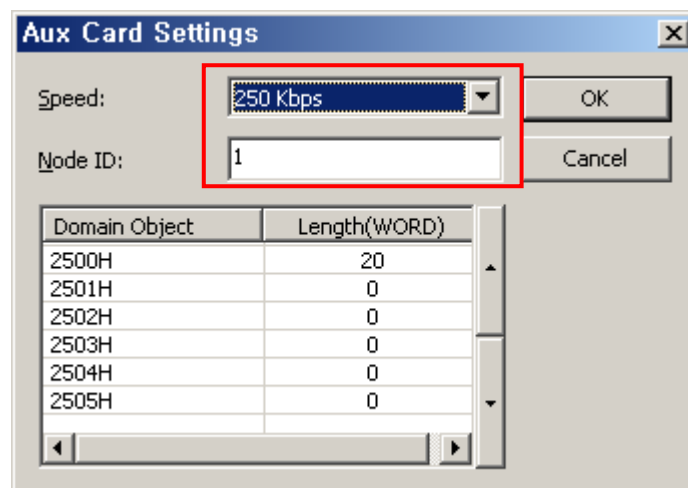 Aux Card Settings
Speed: 250 Kbps OK
Node ID: 1 Cancel
Domain Object Length(WORD)
2500H 20
2501H 0
2502H 0
2503H 0
2504H 0
2505H 0